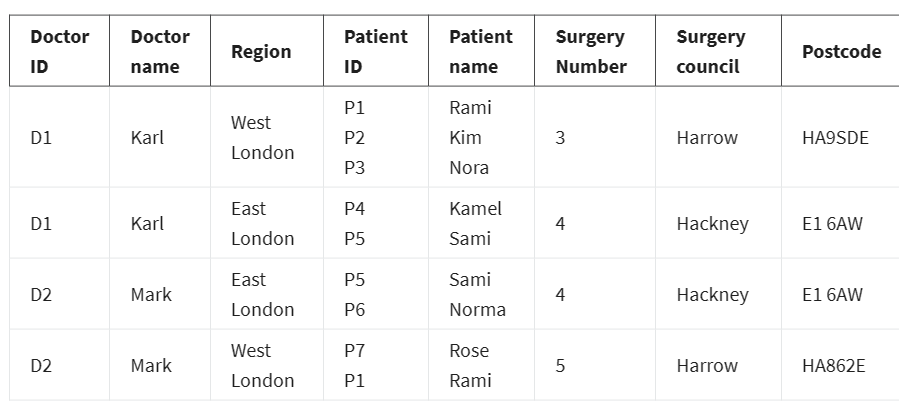 Doctor ID | Doctor name | Region | Patient ID | Patient name | Surgery Number | Surgery council | Postcode
D1 | Karl | West London | P1 P2 P3 | Rami Kim Nora | 3 | Harrow | HA9SDE
D1 | Karl | East London | P4 P5 | Kamel Sami | 4 | Hackney | E1 6AW
D2 | Mark | East London | P5 P6 | Sami Norma | 4 | Hackney | E1 6AW
D2 | Mark | West London | P7 P1 | Rose Rami | 5 | Harrow | HA862E